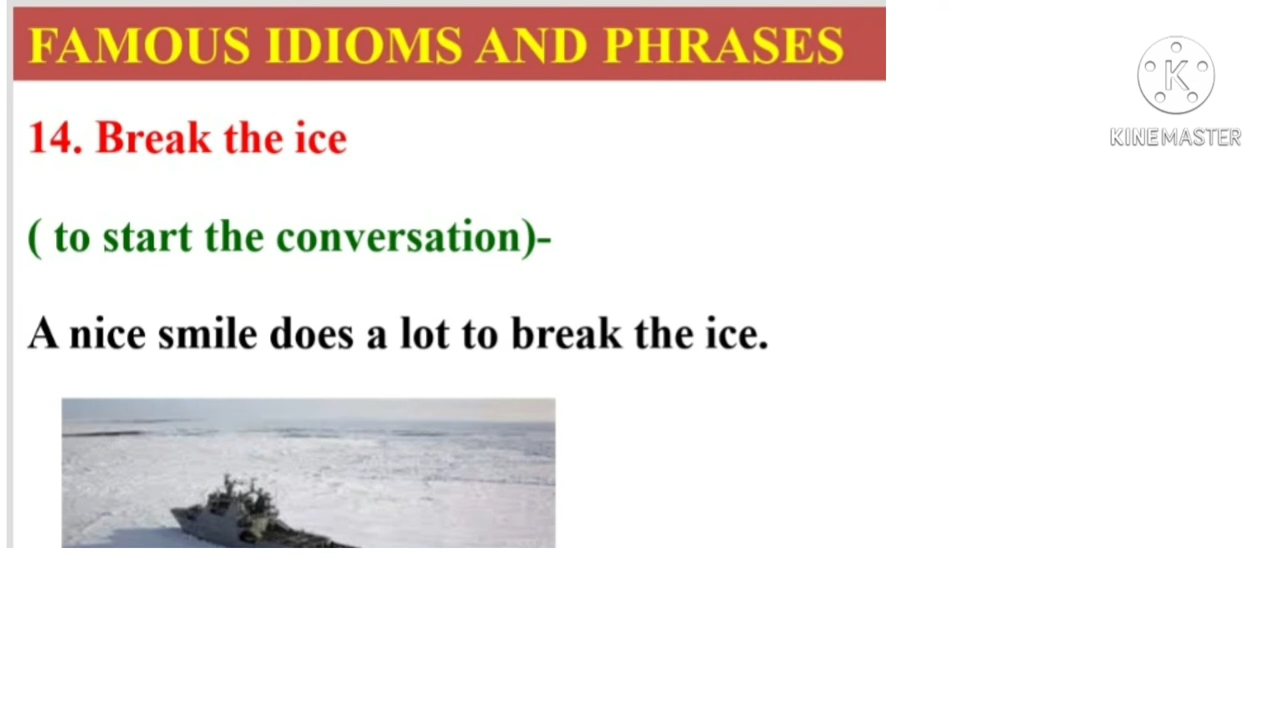 FAMOUS IDIOMS AND PHRASES
14. Break the ice
( to start the conversation)-
A nice smile does a lot to break the ice.
K
KINEMASTER